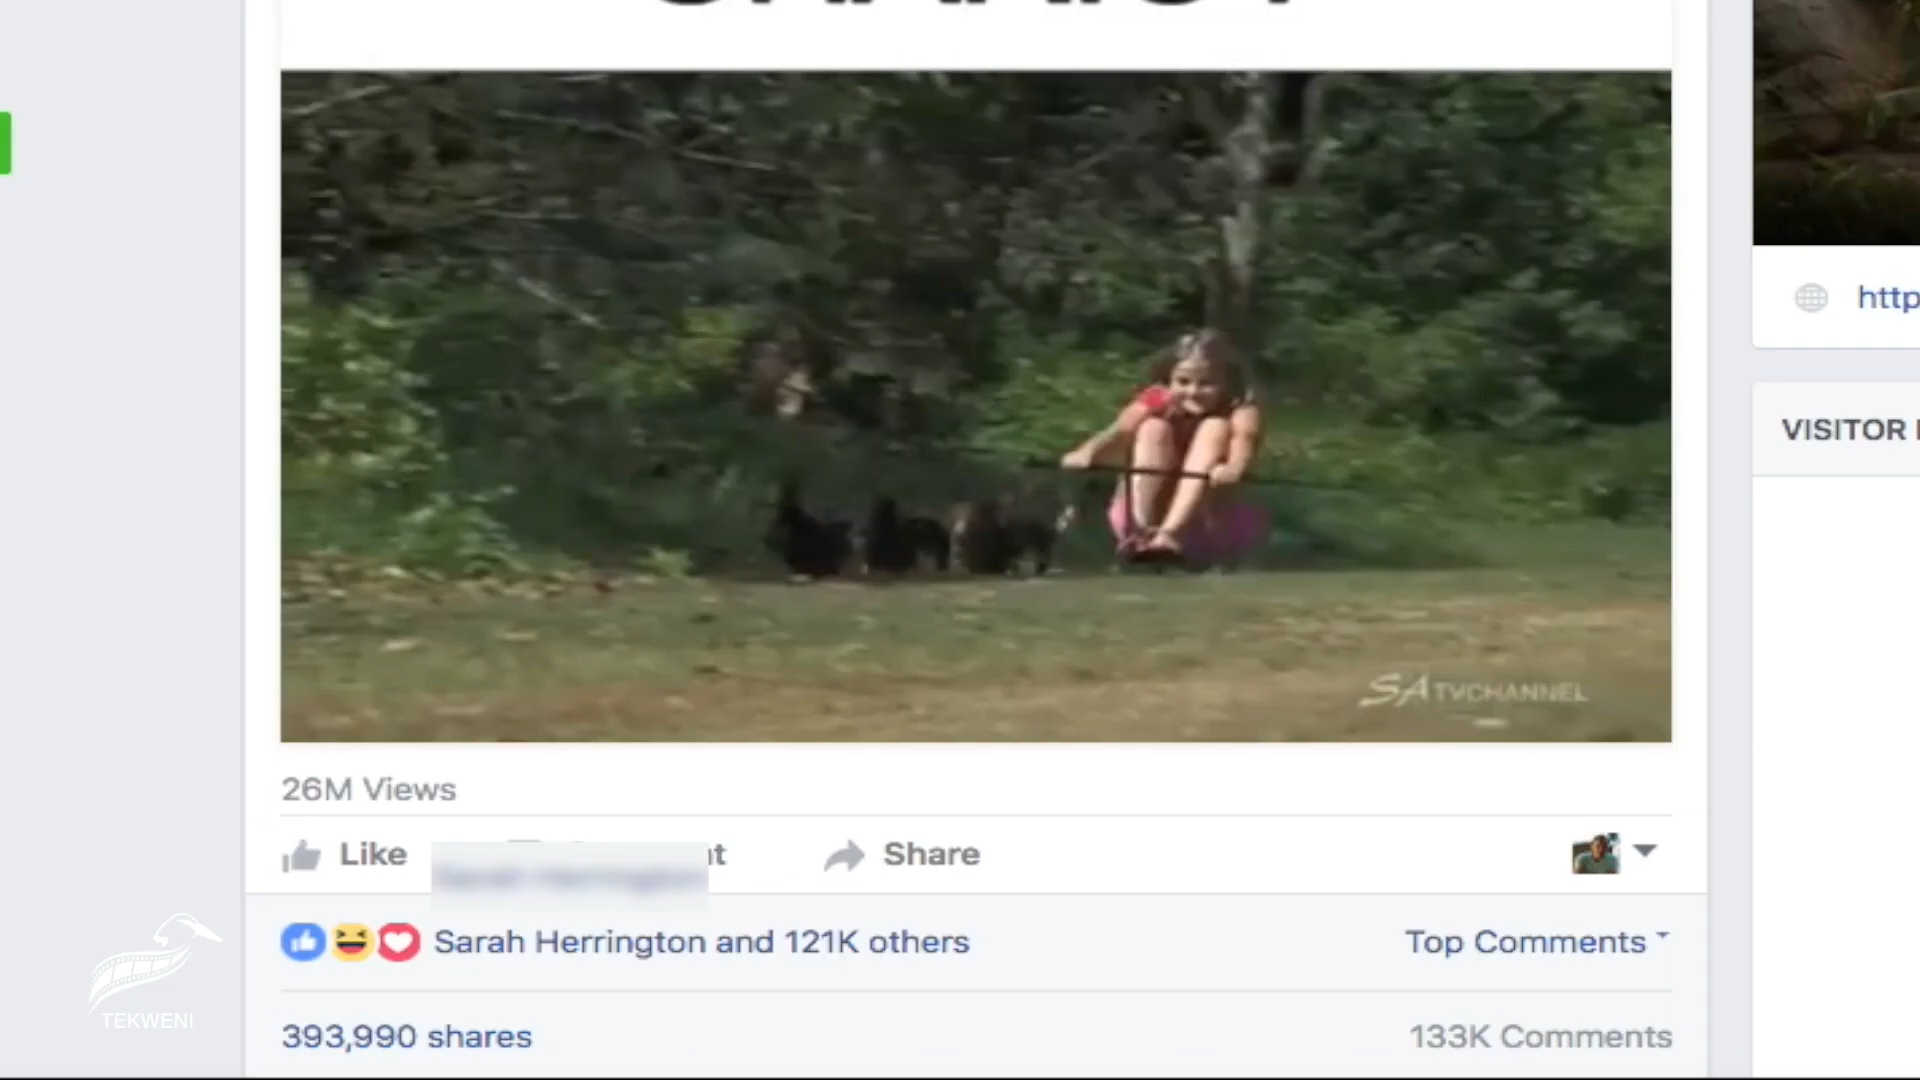 SA TVCHANNEL
http
VISITOR
26M Views
Like
Share
Sarah Herrington and 121K others
Top Comments
393,990 shares
133K Comments
TEKWENI